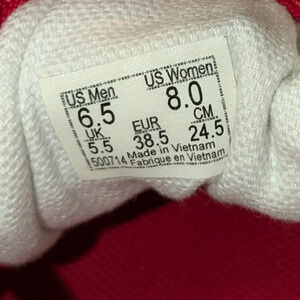 US Men US Women
6.5 8.0
UK EUR CM
5.5 38.5 24.5
500714 Made in Vietnam
Fabrique en Vietnam